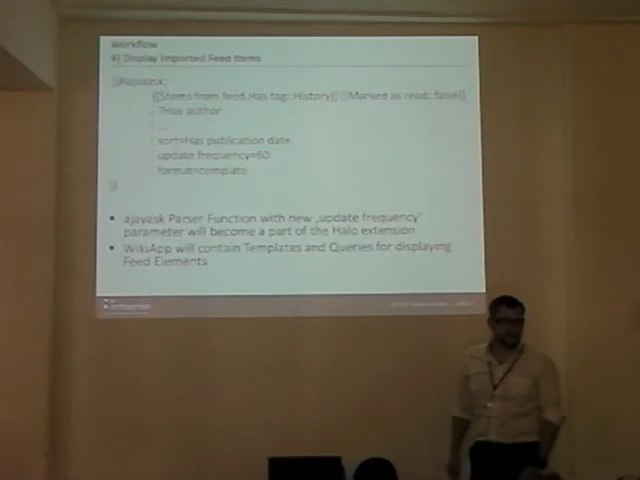 Workflow
4) Display Imported Feed Items
{{#ajaxask:
[[Stems from feed.Has tag::History]] [[Marked as read::false]]
| ?Has author
| ...
| sort=Has publication date
| update frequency=60
| format=template
}}
• ajaxask Parser Function with new „update frequency‟
parameter will become a part of the Halo extension
• WikiApp will contain Templates and Queries for displaying
Feed Elements